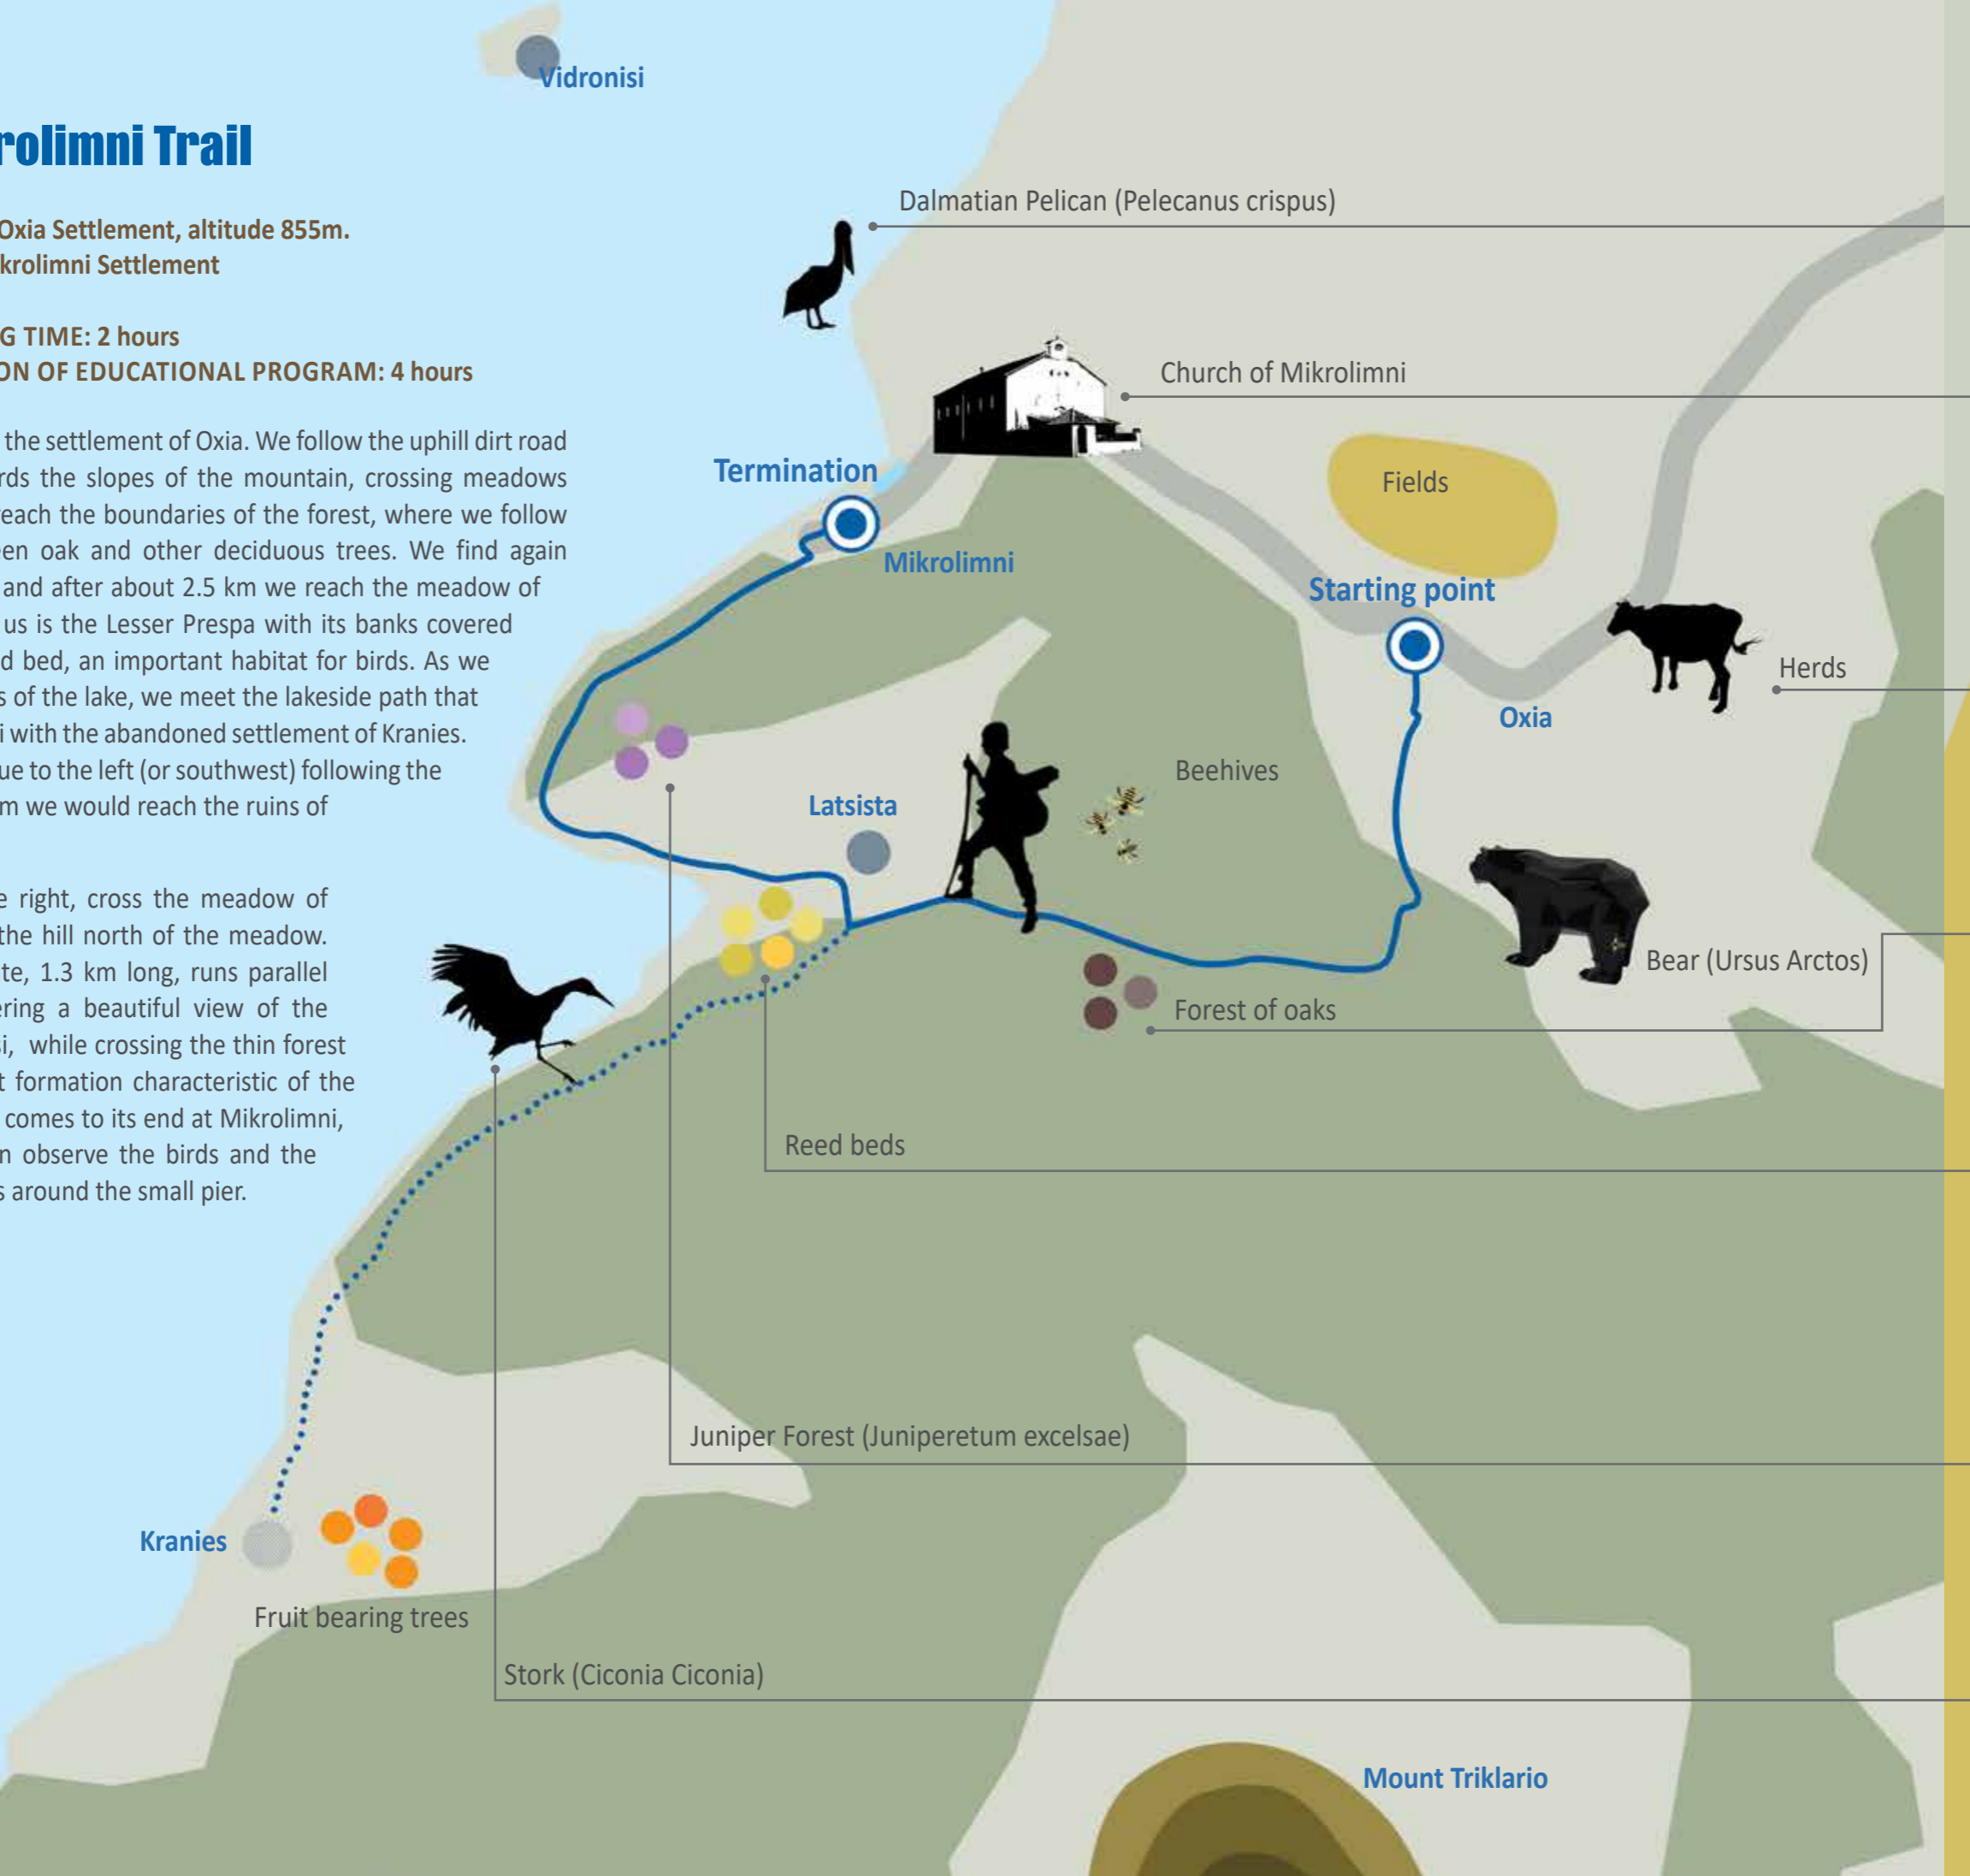 Vidronisi
rolimni Trail
Oxia Settlement, altitude 855m.
krolimni Settlement
G TIME: 2 hours
ON OF EDUCATIONAL PROGRAM: 4 hours
the settlement of Oxia. We follow the uphill dirt road
rds the slopes of the mountain, crossing meadows
reach the boundaries of the forest, where we follow
en oak and other deciduous trees. We find again
and after about 2.5 km we reach the meadow of
us is the Lesser Prespa with its banks covered
d bed, an important habitat for birds. As we
s of the lake, we meet the lakeside path that
i with the abandoned settlement of Kranies.
ue to the left (or southwest) following the
m we would reach the ruins of
e right, cross the meadow of
the hill north of the meadow.
te, 1.3 km long, runs parallel
ering a beautiful view of the
si, while crossing the thin forest
t formation characteristic of the
comes to its end at Mikrolimni,
n observe the birds and the
s around the small pier.
Dalmatian Pelican (Pelecanus crispus)
Church of Mikrolimni
Termination
Mikrolimni
Fields
Starting point
Oxia
Herds
Beehives
Latsista
Bear (Ursus Arctos)
Forest of oaks
Reed beds
Juniper Forest (Juniperetum excelsae)
Kranies
Fruit bearing trees
Stork (Ciconia Ciconia)
Mount Triklario